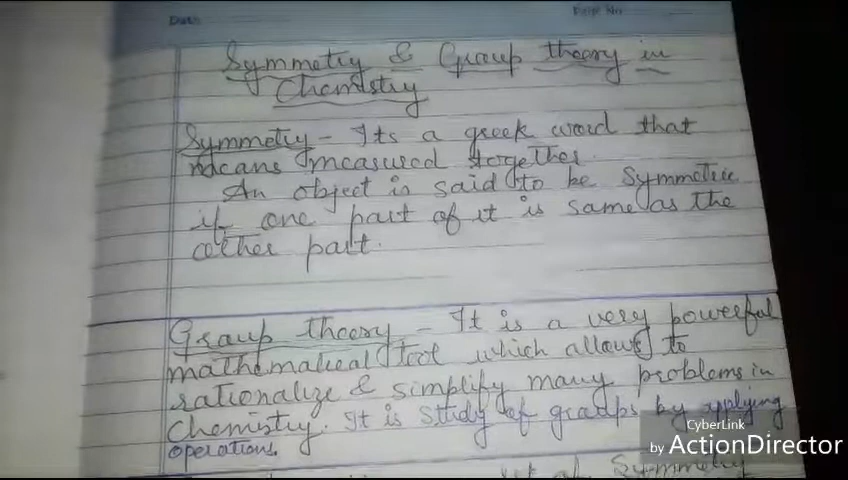 Date
Page No
Symmetry & Group theory in
Chemistry
Symmetry - Its a greek word that
means measured together.
An object is said to be symmetric
if one part of it is same as the
other part.
Group theory - It is a very powerful
mathematical tool which allows to
rationalize & simplify many problems in
Chemistry. It is study of groups by applying
operations.
set of Symmetry
CyberLink
by ActionDirector